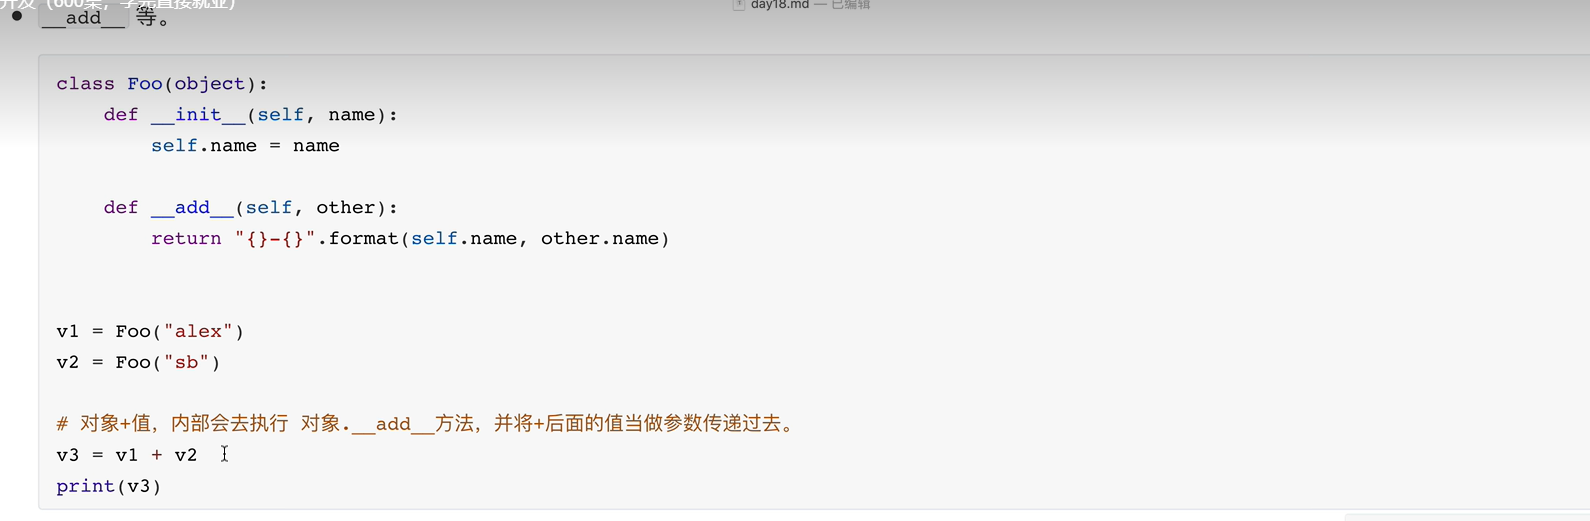 开发（600集，学完直接就业）
day18.md — 已编辑
__add__ 等。
class Foo(object):
    def __init__(self, name):
        self.name = name
    def __add__(self, other):
        return "{}-{}".format(self.name, other.name)
v1 = Foo("alex")
v2 = Foo("sb")
# 对象+值，内部会去执行 对象.__add__方法，并将+后面的值当做参数传递过去。
v3 = v1 + v2
print(v3)